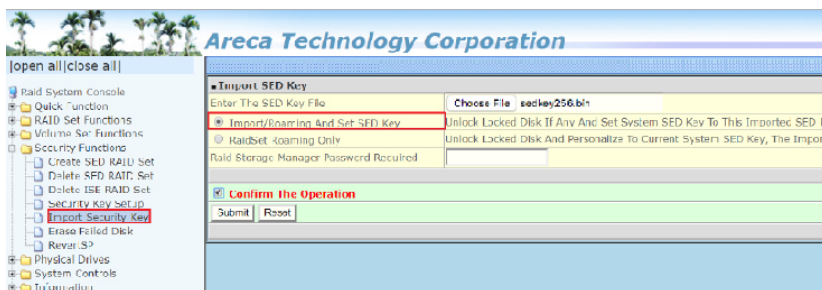 Areca Technology Corporation
|open all|close all|
Raid System Console
Quick Function
RAID Set Functions
Volume Set Functions
Security Functions
Create SED RAID Set
Delete SED RAID Set
Delete ISE RAID Set
Security Key Setup
Import Security Key
Erase Failed Disk
RevertSP
Physical Drives
System Controls
Information
Import SED Key
Enter The SED Key File Choose File sedkey256.bin
Import/Roaming And Set SED Key Unlock Locked Disk If Any And Set System SED Key To This Imported SED
RaidSet Roaming Only Unlock Locked Disk And Personalize To Current System SED Key, The Impor
Raid Storage Manager Password Required
Confirm The Operation
Submit Reset